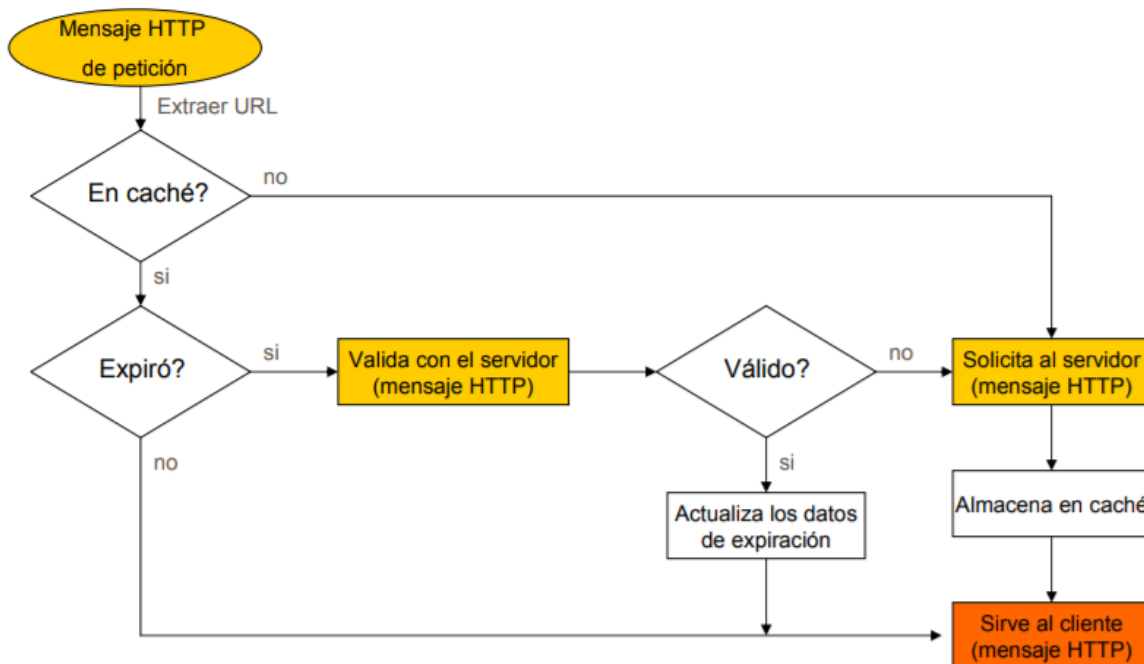 Mensaje HTTP
de petición
Extraer URL
En caché?
no
si
Expiró?
si
Valida con el servidor
(mensaje HTTP)
Válido?
no
Solicita al servidor
(mensaje HTTP)
no
si
Actualiza los datos
de expiración
Almacena en caché
Sirve al cliente
(mensaje HTTP)